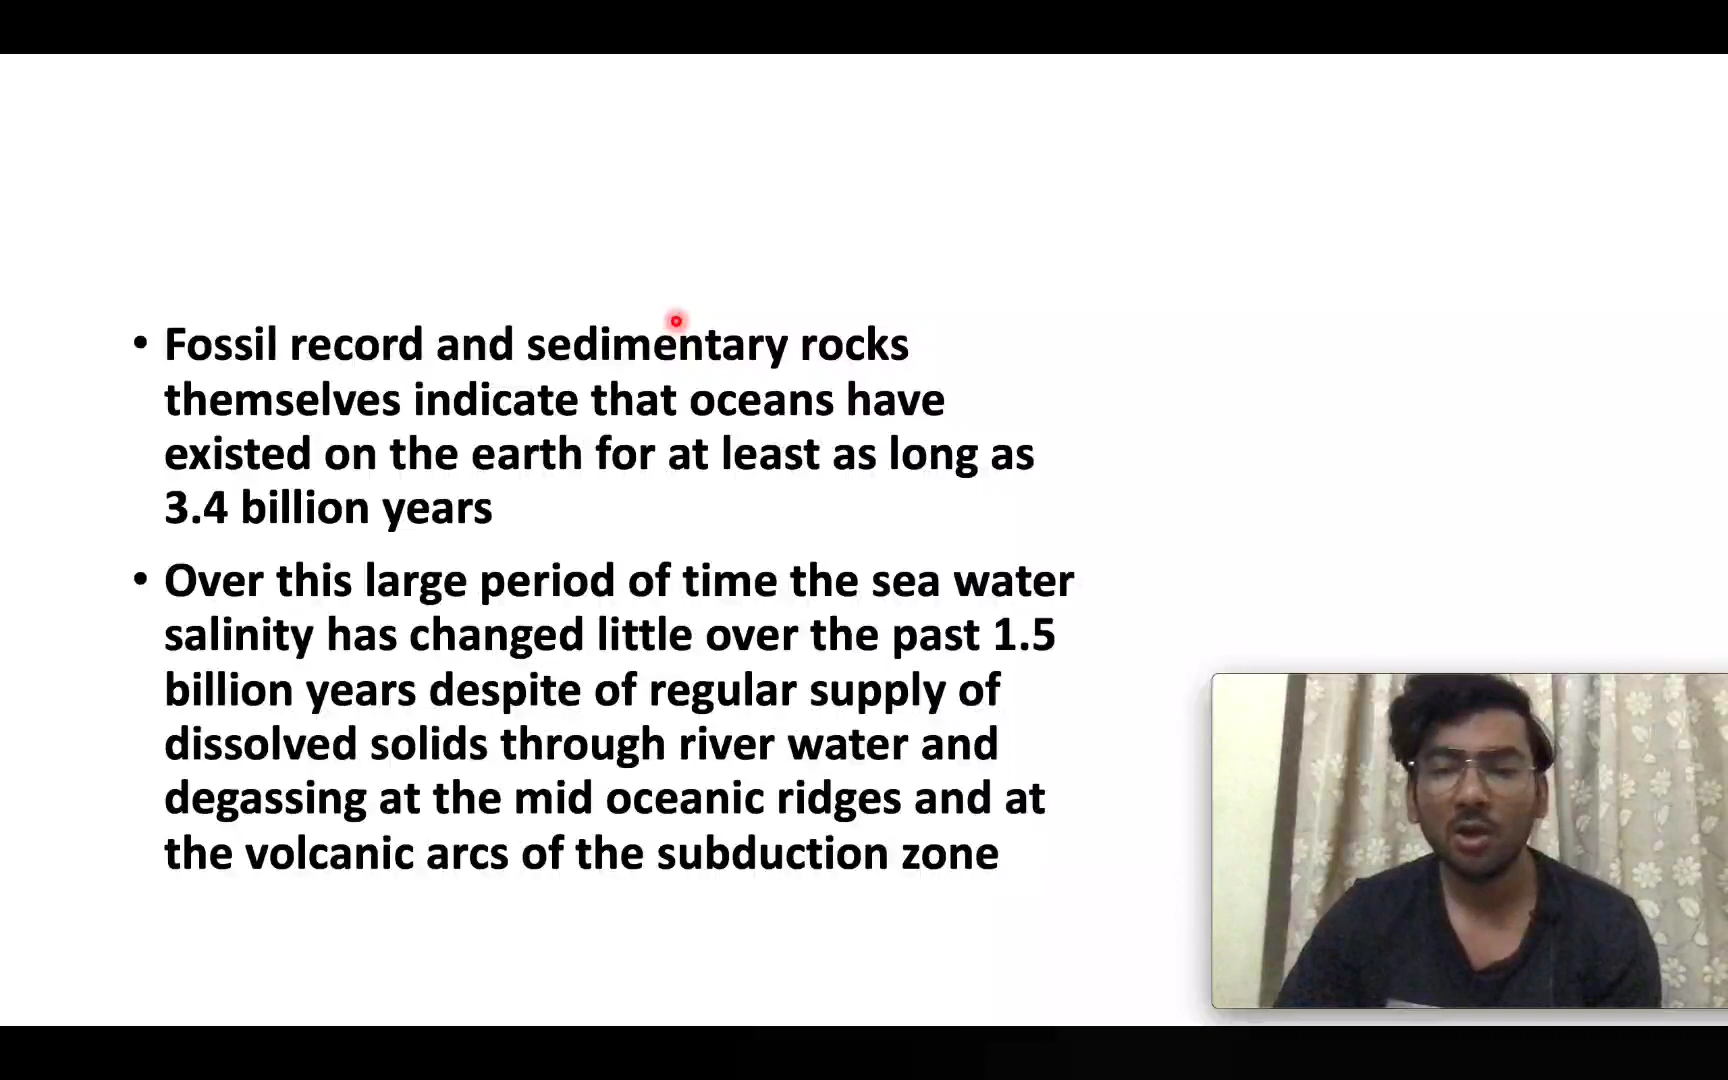 • Fossil record and sedimentary rocks
themselves indicate that oceans have
existed on the earth for at least as long as
3.4 billion years
• Over this large period of time the sea water
salinity has changed little over the past 1.5
billion years despite of regular supply of
dissolved solids through river water and
degassing at the mid oceanic ridges and at
the volcanic arcs of the subduction zone